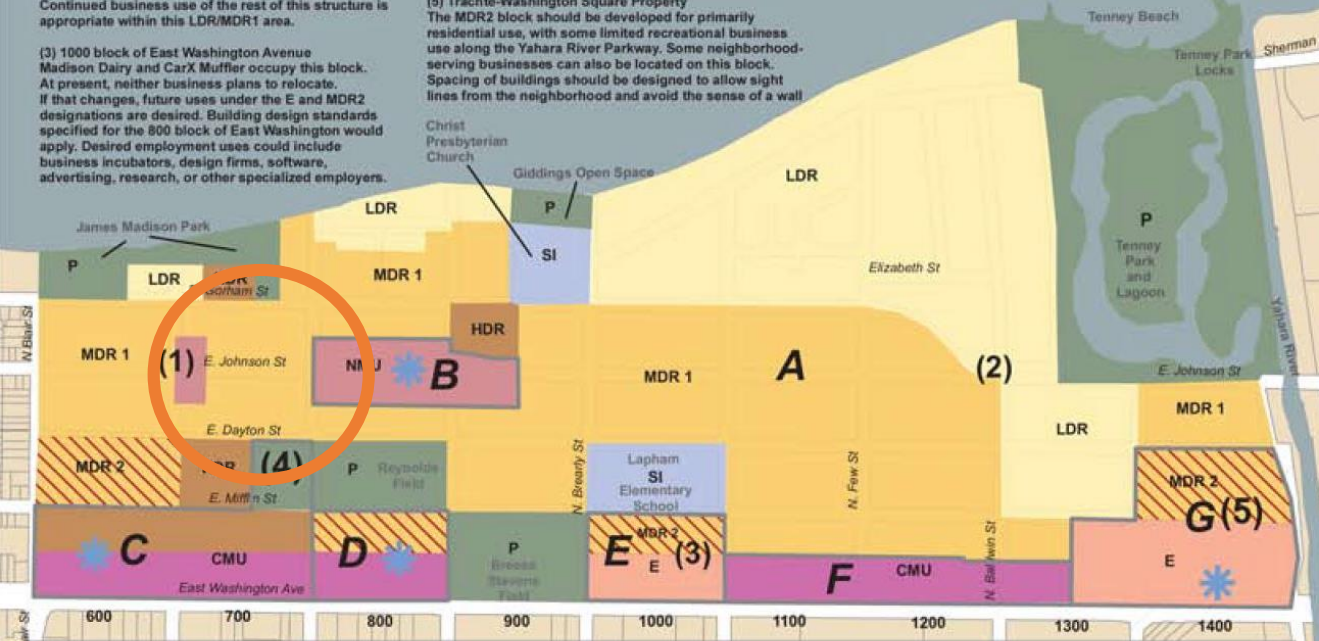 Continued business use of the rest of this structure is
appropriate within this LDR/MDR1 area.
(3) 1000 block of East Washington Avenue
Madison Dairy and CarX Muffler occupy this block.
At present, neither business plans to relocate.
If that changes, future uses under the E and MDR2
designations are desired. Building design standards
specified for the 800 block of East Washington would
apply. Desired employment uses could include
business incubators, design firms, software,
advertising, research, or other specialized employers.
(5) Trachte-Washington Square Property
The MDR2 block should be developed for primarily
residential use, with some limited recreational business
use along the Yahara River Parkway. Some neighborhood-
serving businesses can also be located on this block.
Spacing of buildings should be designed to allow sight
lines from the neighborhood and avoid the sense of a wall
Tenney Beach
Tenney Park
Locks
Sherman
Christ
Presbyterian
Church
Giddings Open Space
James Madison Park
P
LDR
Gorham St
LDR
MDR 1
P
SI
LDR
Elizabeth St
P
Tenney
Park
and
Lagoon
Yahara River
N. Blair St
MDR 1
(1)
E. Johnson St
NMU
B
HDR
MDR 1
A
(2)
E. Johnson St
MDR 1
LDR
E. Dayton St
MDR 2
(4)
E. Mifflin St
P
Reynolds
Field
N. Brearly St
Lapham
SI
Elementary
School
N. Few St
MDR 2
G (5)
E
C
CMU
East Washington Ave
D
P
Breese
Stevens
Field
MDR 2
E
E
(3)
F
CMU
N. Baldwin St
600
700
800
900
1000
1100
1200
1300
1400